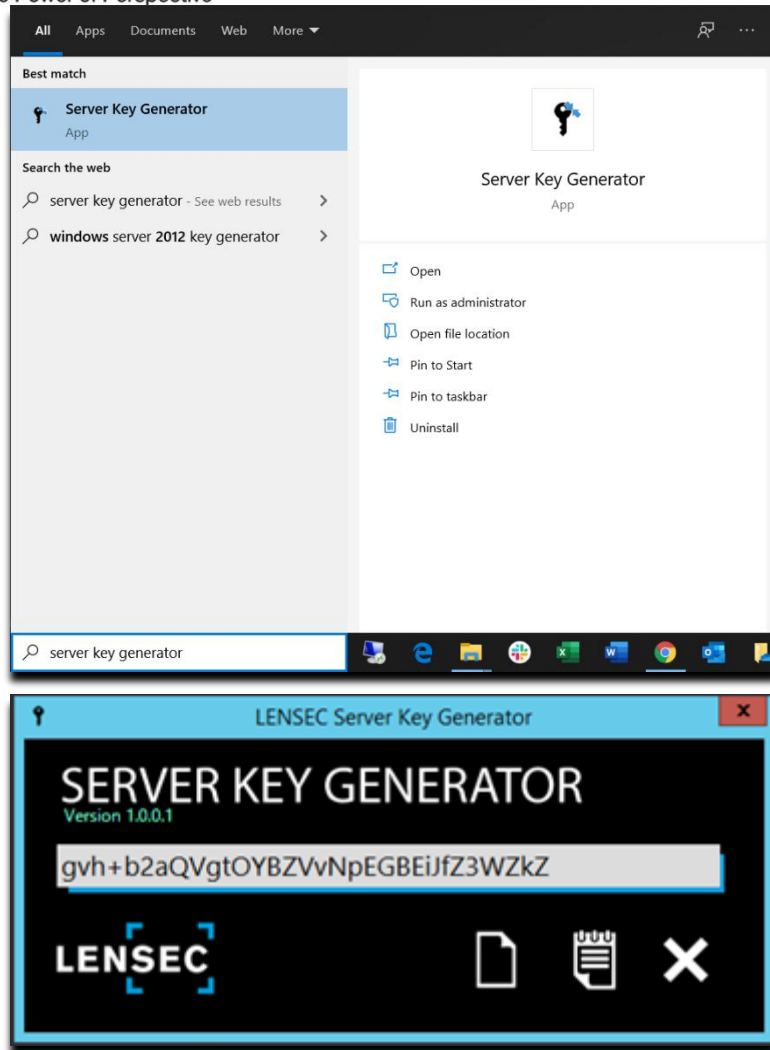 Power of Perspective
All Apps Documents Web More
Best match
Server Key Generator
App
Search the web
server key generator - See web results
windows server 2012 key generator
Server Key Generator
App
Open
Run as administrator
Open file location
Pin to Start
Pin to taskbar
Uninstall
server key generator
LENSEC Server Key Generator
SERVER KEY GENERATOR
Version 1.0.0.1
gvh+b2aQVgtOYBZVvNpEGBEiJfZ3WZkZ
LENSEC